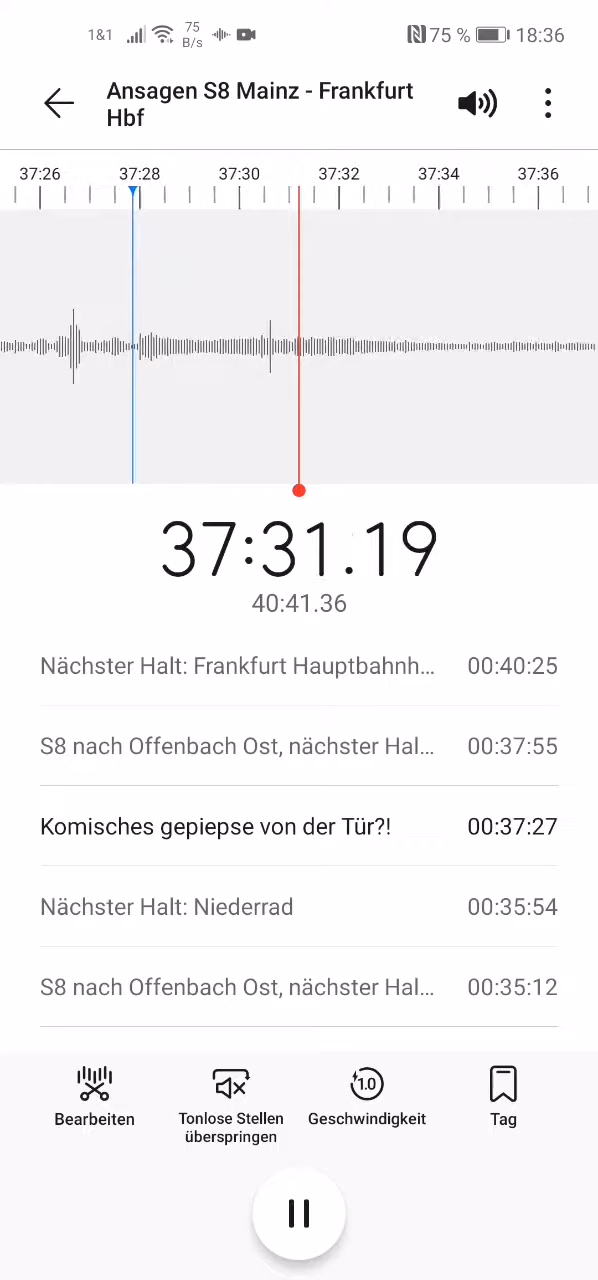 1&1 75 B/s 75 % 18:36
Ansagen S8 Mainz - Frankfurt
Hbf
37:26 37:28 37:30 37:32 37:34 37:36
37:31.19
40:41.36
Nächster Halt: Frankfurt Hauptbahnh... 00:40:25
S8 nach Offenbach Ost, nächster Hal... 00:37:55
Komisches gepiepse von der Tür?! 00:37:27
Nächster Halt: Niederrad 00:35:54
S8 nach Offenbach Ost, nächster Hal... 00:35:12
1.0
Bearbeiten
Tonlose Stellen
überspringen
Geschwindigkeit
Tag